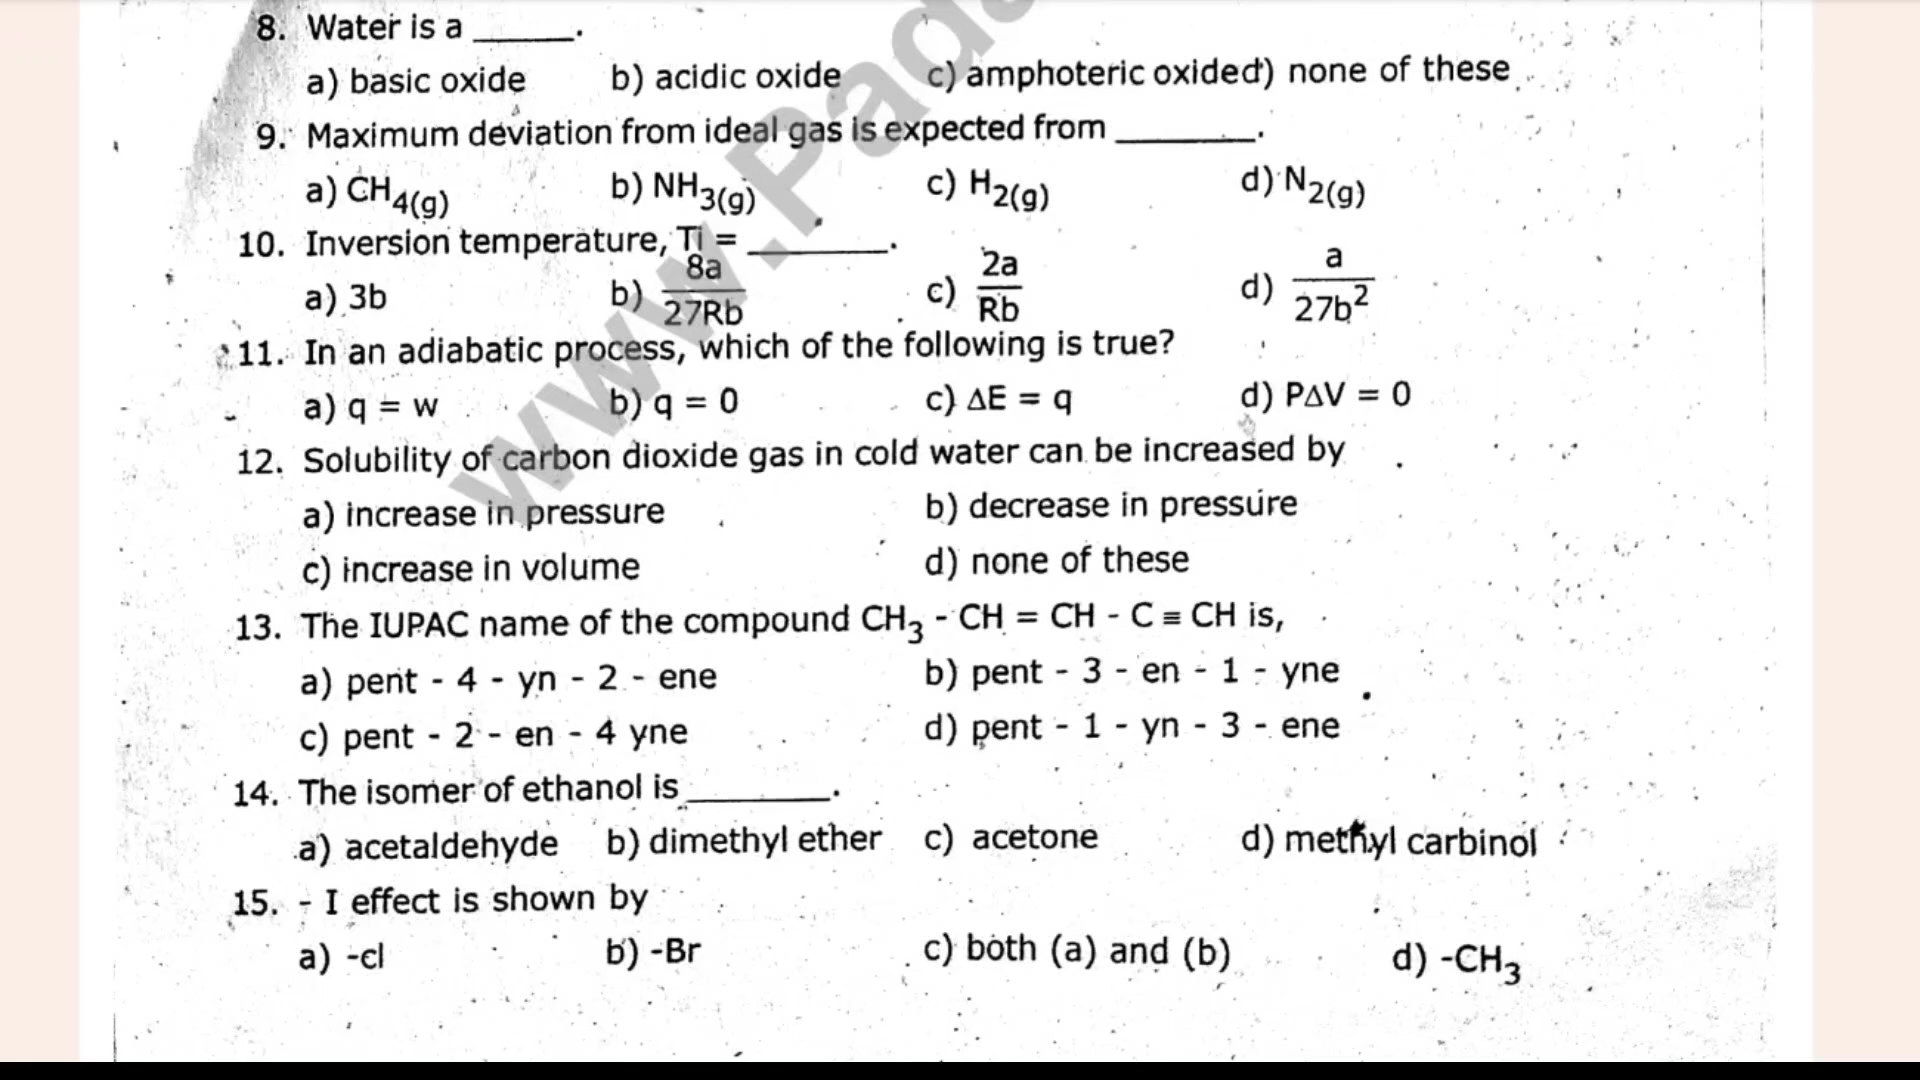 8. Water is a ______.
a) basic oxide b) acidic oxide c) amphoteric oxided) none of these
9. Maximum deviation from ideal gas is expected from ________.
a) CH4(g) b) NH3(g) c) H2(g) d) N2(g)
10. Inversion temperature, Ti = ________.
a) 3b b) 8a/27Rb c) 2a/Rb d) a/27b²
11. In an adiabatic process, which of the following is true?
a) q = w b) q = 0 c) ΔE = q d) PΔV = 0
12. Solubility of carbon dioxide gas in cold water can be increased by
a) increase in pressure b) decrease in pressure
c) increase in volume d) none of these
13. The IUPAC name of the compound CH3 - CH = CH - C ≡ CH is,
a) pent - 4 - yn - 2 - ene b) pent - 3 - en - 1 - yne
c) pent - 2 - en - 4 yne d) pent - 1 - yn - 3 - ene
14. The isomer of ethanol is ________.
a) acetaldehyde b) dimethyl ether c) acetone d) methyl carbinol
15. - I effect is shown by
a) -cl b) -Br c) both (a) and (b) d) -CH3